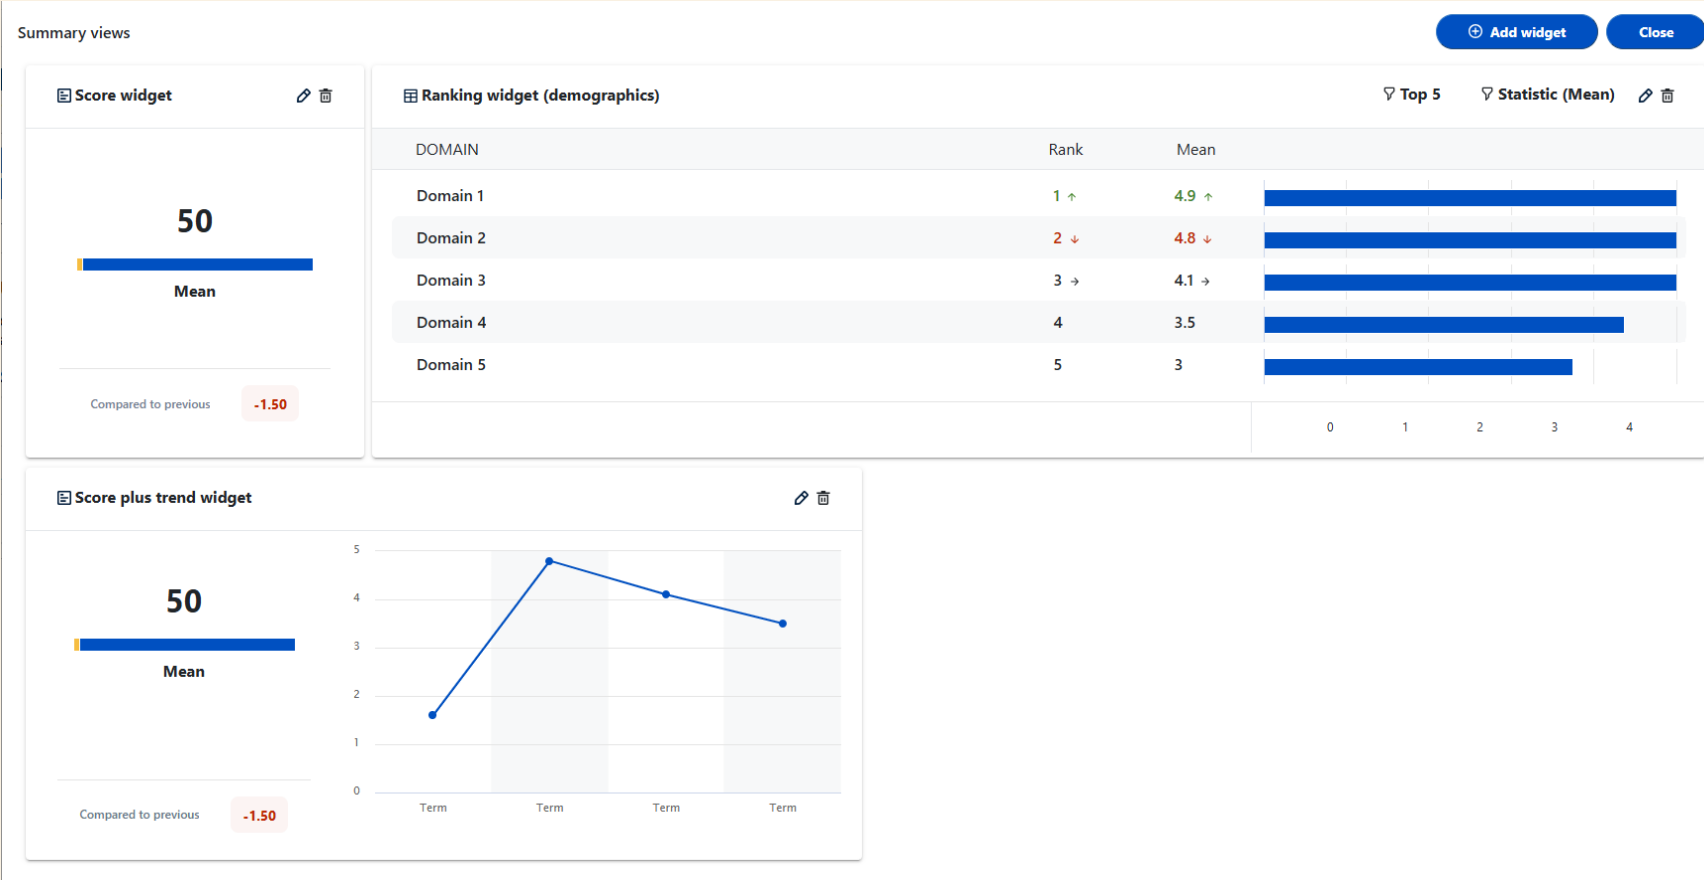 Summary views
Add widget
Close
Score widget
50
Mean
Compared to previous -1.50
Ranking widget (demographics)
Top 5
Statistic (Mean)
DOMAIN Rank Mean
Domain 1 1 ↑ 4.9 ↑
Domain 2 2 ↓ 4.8 ↓
Domain 3 3 → 4.1 →
Domain 4 4 3.5
Domain 5 5 3
0 1 2 3 4
Score plus trend widget
50
Mean
Compared to previous -1.50
5
4
3
2
1
0
Term Term Term Term